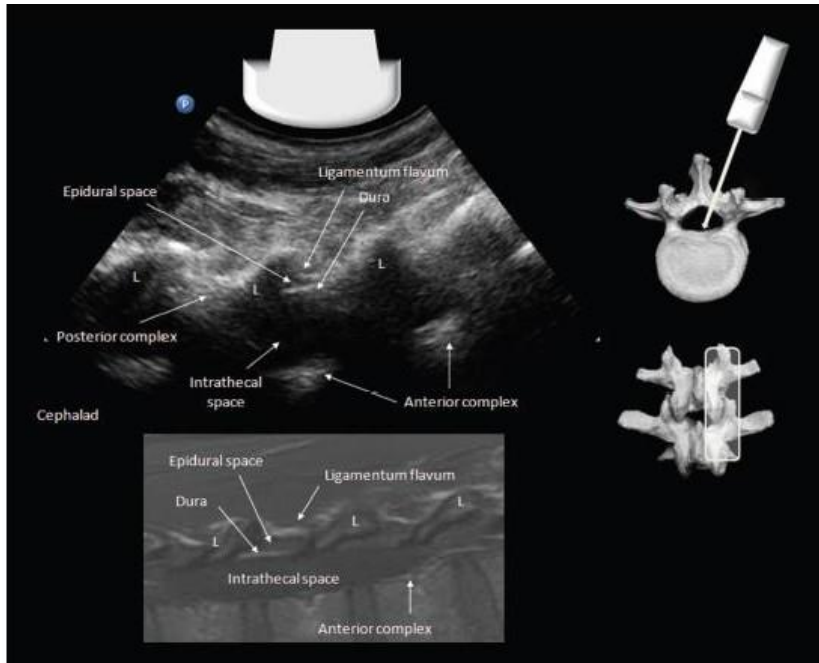 P
Ligamentum flavum
Epidural space
Dura
L
L
L
Posterior complex
Intrathecal
space
Anterior complex
Cephalad
Epidural space
Ligamentum flavum
Dura
L
L
L
Intrathecal space
Anterior complex